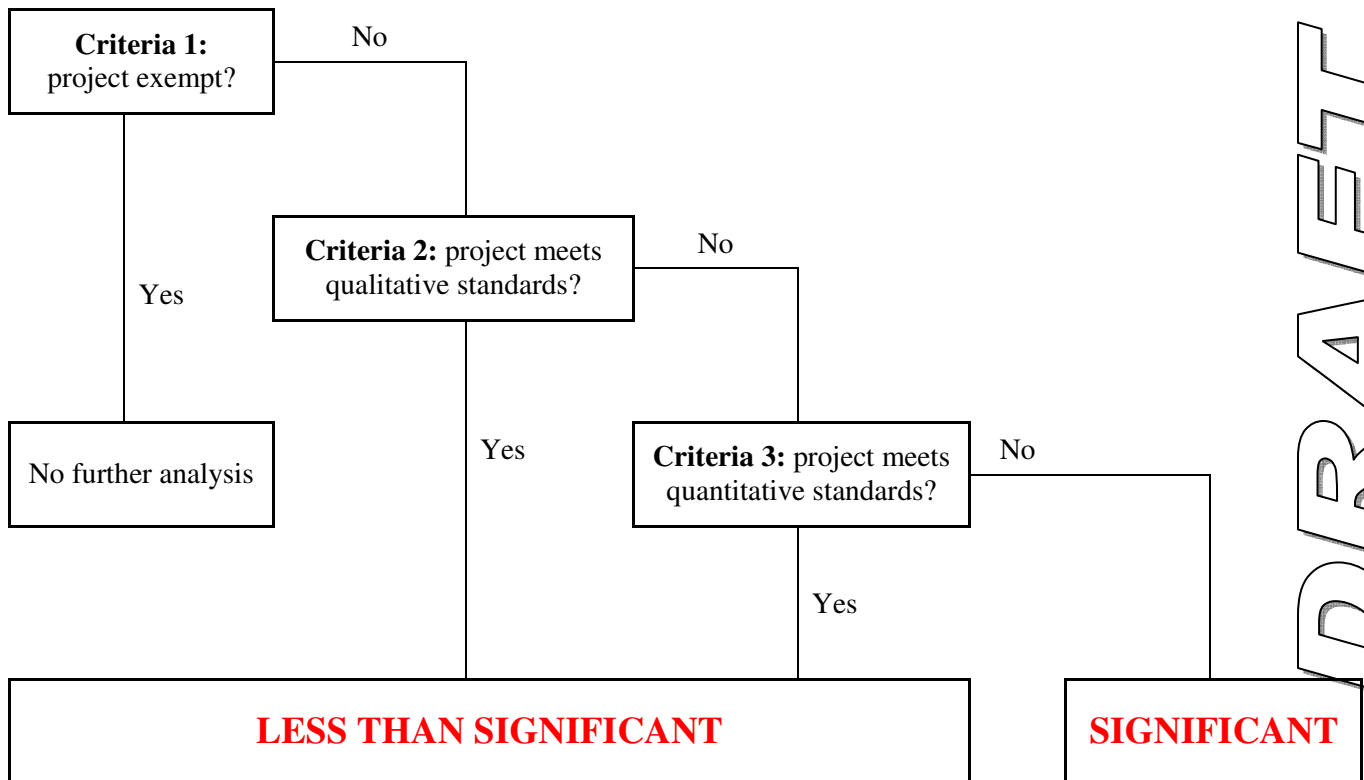 Criteria 1:
project exempt?
No
Criteria 2: project meets
qualitative standards?
No
Yes
No further analysis
Yes
Criteria 3: project meets
quantitative standards?
No
Yes
LESS THAN SIGNIFICANT
SIGNIFICANT
DRAFT